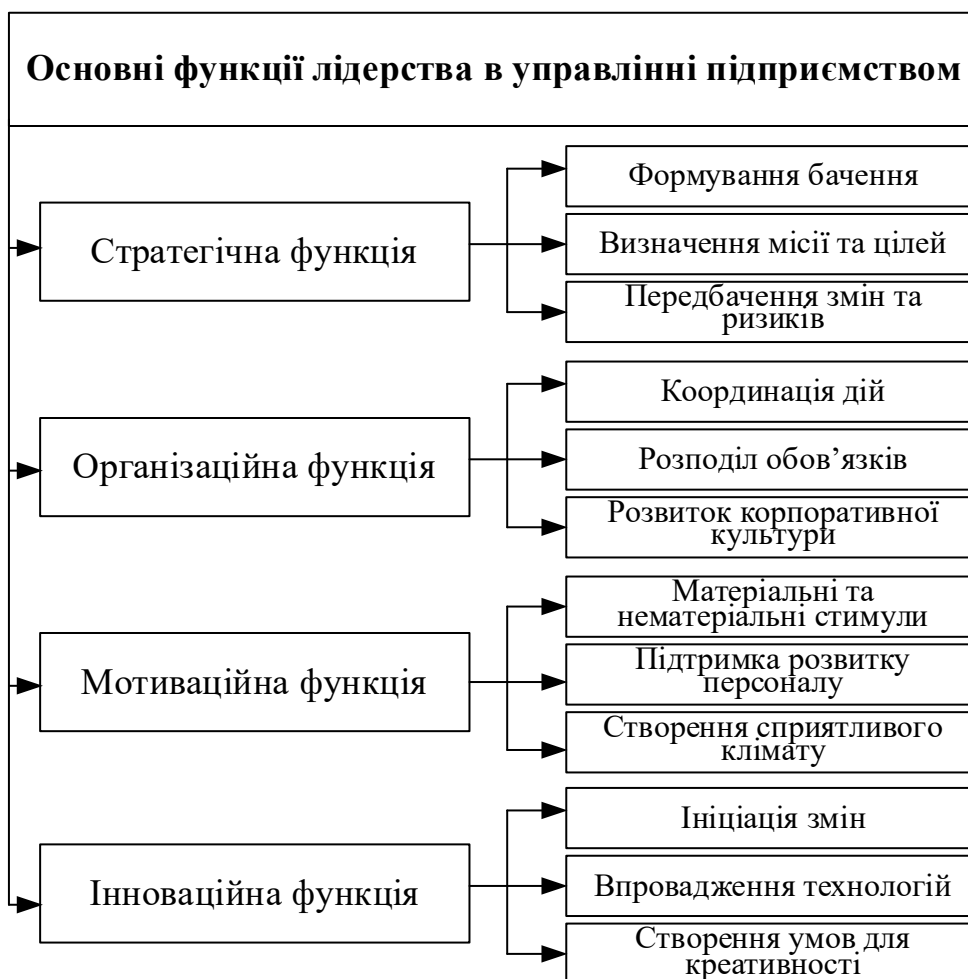 Основні функції лідерства в управлінні підприємством
Стратегічна функція
Формування бачення
Визначення місії та цілей
Передбачення змін та
ризиків
Організаційна функція
Координація дій
Розподіл обов’язків
Розвиток корпоративної
культури
Мотиваційна функція
Матеріальні та
нематеріальні стимули
Підтримка розвитку
персоналу
Створення сприятливого
клімату
Інноваційна функція
Ініціація змін
Впровадження технологій
Створення умов для
креативності